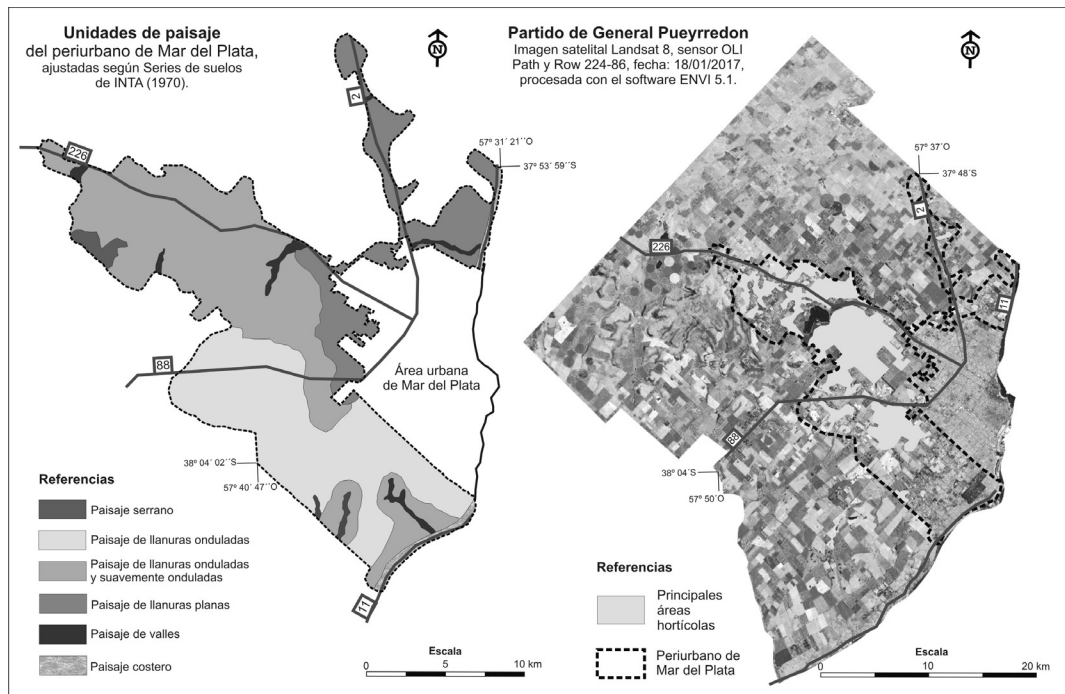 Unidades de paisaje
del periurbano de Mar del Plata,
ajustadas según Series de suelos
de INTA (1970).
N
2
57º 31´ 21´´O
37º 53´ 59´´S
226
88
Área urbana
de Mar del Plata
38º 04´ 02´´S
57º 40´ 47´´O
11
Referencias
Paisaje serrano
Paisaje de llanuras onduladas
Paisaje de llanuras onduladas
y suavemente onduladas
Paisaje de llanuras planas
Paisaje de valles
Paisaje costero
Escala
0 5 10 km
Partido de General Pueyrredon
Imagen satelital Landsat 8, sensor OLI
Path y Row 224-86, fecha: 18/01/2017,
procesada con el software ENVI 5.1.
N
57º 37´O
37º 48´S
2
226
11
88
38º 04´S
57º 50´O
Referencias
Principales
áreas
hortícolas
Periurbano de
Mar del Plata
Escala
0 10 20 km